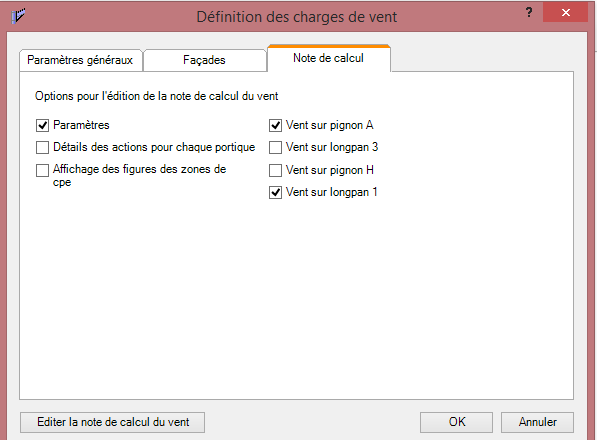 Définition des charges de vent
?
Paramètres généraux
Façades
Note de calcul
Options pour l'édition de la note de calcul du vent
Paramètres
Détails des actions pour chaque portique
Affichage des figures des zones de
cpe
Vent sur pignon A
Vent sur longpan 3
Vent sur pignon H
Vent sur longpan 1
Editer la note de calcul du vent
OK
Annuler